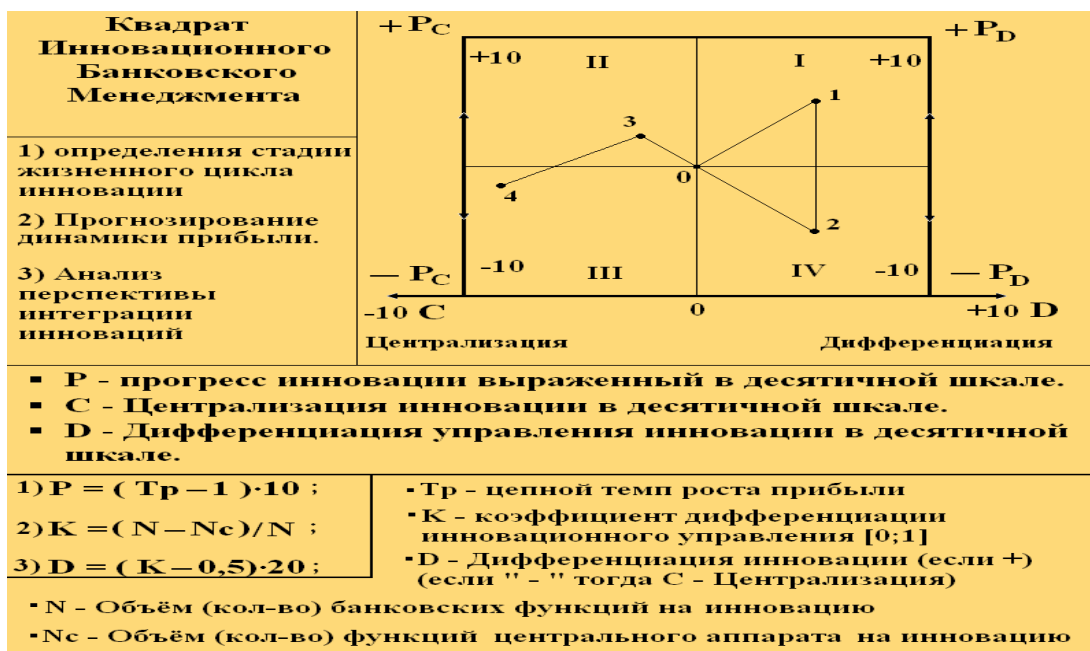 Квадрат
Инновационного
Банковского
Менеджмента
1) определения стадии
жизненного цикла
инновации
2) Прогнозирование
динамики прибыли.
3) Анализ
перспективы
интеграции
инноваций
+ PC
+ PD
+10
II
I
+10
1
3
0
4
2
-10
III
IV
-10
— PC
— PD
-10 C
0
+10 D
Централизация
Дифференциация
▪ P - прогресс инновации выраженный в десятичной шкале.
▪ C - Централизация инновации в десятичной шкале.
▪ D - Дифференциация управления инновации в десятичной
шкале.
1) P = ( Тр – 1 )·10 ;
2) K =( N – Nc )/ N ;
3) D = ( K – 0,5 )·20 ;
▪ Тр - цепной темп роста прибыли
▪ K - коэффициент дифференциации
инновационного управления [0;1]
▪ D - Дифференциация инновации (если +)
(если " - " тогда C - Централизация)
▪ N - Объём (кол-во) банковских функций на инновацию
▪ Nc - Объём (кол-во) функций центрального аппарата на инновацию